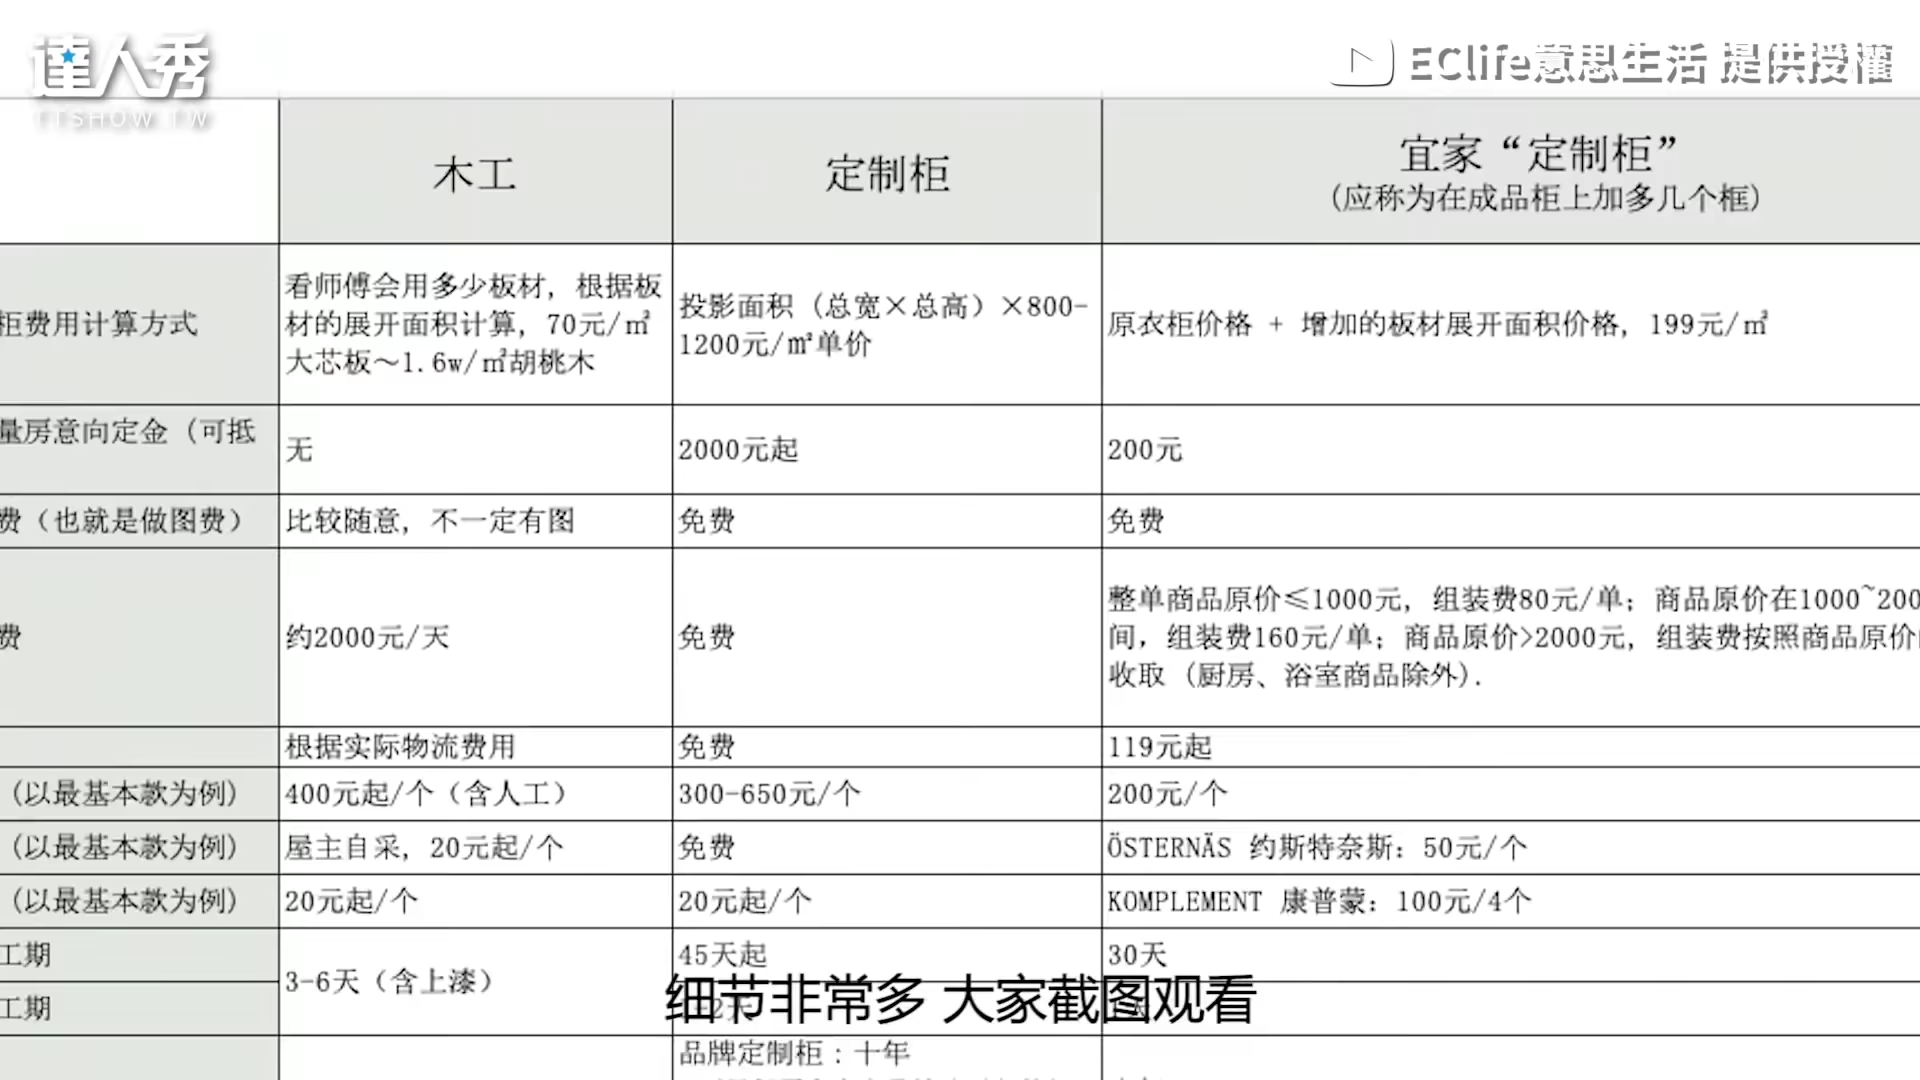 達人秀
TTSHOW.TW
EClife意思生活 提供授權
木工
定制柜
宜家“定制柜”
(应称为在成品柜上加多几个框)
柜费用计算方式
看师傅会用多少板材, 根据板
材的展开面积计算, 70元/㎡
大芯板～1.6w/㎡胡桃木
投影面积 (总宽×总高) ×800-
1200元/㎡单价
原衣柜价格 + 增加的板材展开面积价格, 199元/㎡
量房意向定金 (可抵
无
2000元起
200元
费（也就是做图费）
比较随意, 不一定有图
免费
免费
费
约2000元/天
免费
整单商品原价≤1000元, 组装费80元/单; 商品原价在1000~200
间, 组装费160元/单; 商品原价>2000元, 组装费按照商品原价
收取 (厨房、浴室商品除外).
根据实际物流费用
免费
119元起
(以最基本款为例)
400元起/个（含人工）
300-650元/个
200元/个
(以最基本款为例)
屋主自采, 20元起/个
免费
ÖSTERNÄS 约斯特奈斯: 50元/个
(以最基本款为例)
20元起/个
20元起/个
KOMPLEMENT 康普蒙: 100元/4个
工期
3-6天（含上漆）
45天起
30天
工期
细节非常多 大家截图观看
品牌定制柜：十年